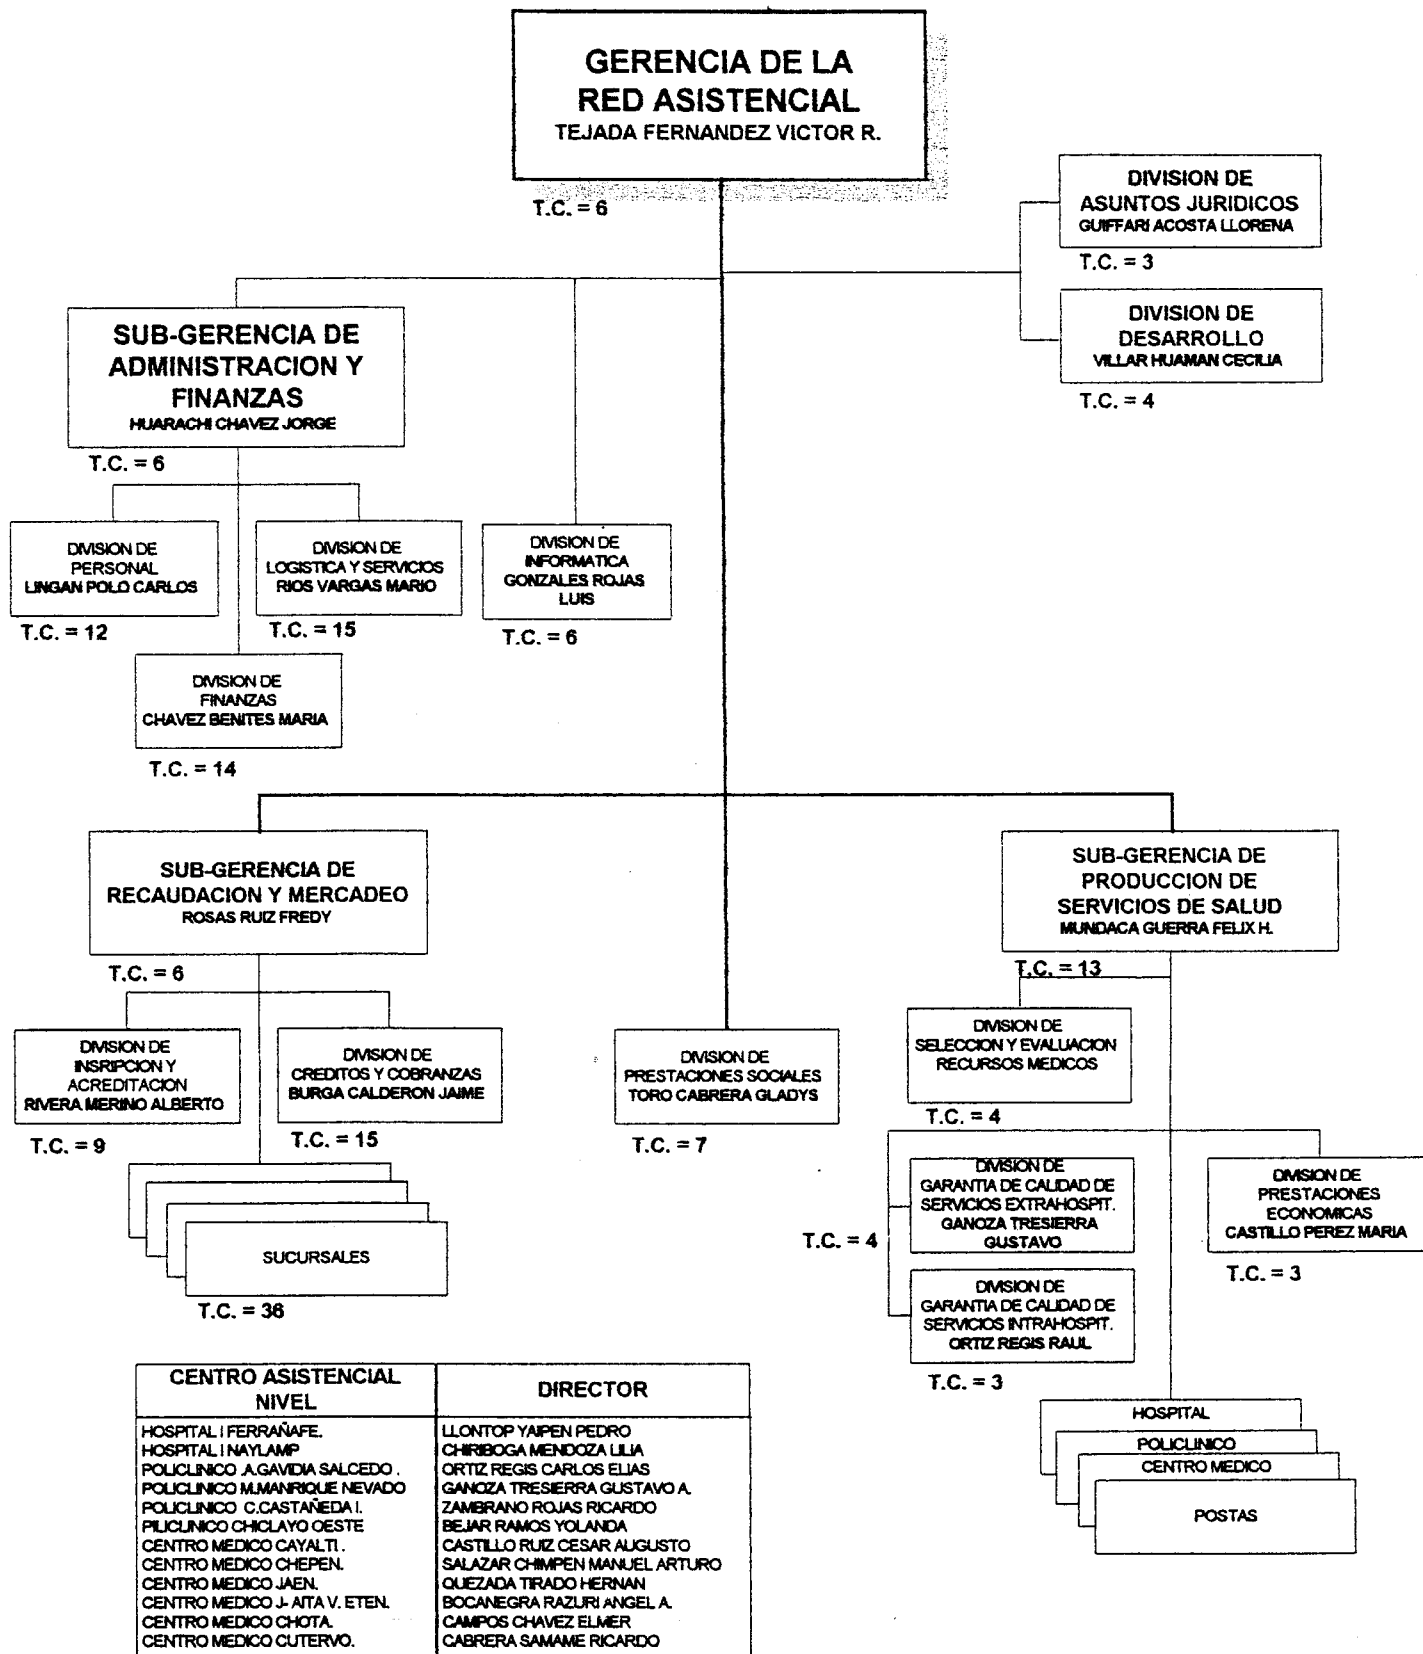 GERENCIA DE LA
RED ASISTENCIAL
TEJADA FERNANDEZ VICTOR R.
T.C. = 6
DIVISION DE
ASUNTOS JURIDICOS
GUIFFARI ACOSTA LLORENA
T.C. = 3
DIVISION DE
DESARROLLO
VILLAR HUAMAN CECILIA
T.C. = 4
SUB-GERENCIA DE
ADMINISTRACION Y
FINANZAS
HUARACHI CHAVEZ JORGE
T.C. = 6
DIVISION DE
PERSONAL
LINGAN POLO CARLOS
T.C. = 12
DIVISION DE
LOGISTICA Y SERVICIOS
RIOS VARGAS MARIO
T.C. = 15
DIVISION DE
INFORMATICA
GONZALES ROJAS
LUIS
T.C. = 6
DIVISION DE
FINANZAS
CHAVEZ BENITES MARIA
T.C. = 14
SUB-GERENCIA DE
RECAUDACION Y MERCADEO
ROSAS RUIZ FREDY
T.C. = 6
SUB-GERENCIA DE
PRODUCCION DE
SERVICIOS DE SALUD
MUNDACA GUERRA FELIX H.
T.C. = 13
DIVISION DE
INSRIPCION Y
ACREDITACION
RIVERA MERINO ALBERTO
T.C. = 9
DIVISION DE
CREDITOS Y COBRANZAS
BURGA CALDERON JAIME
T.C. = 15
DIVISION DE
PRESTACIONES SOCIALES
TORO CABRERA GLADYS
T.C. = 7
DIVISION DE
SELECCION Y EVALUACION
RECURSOS MEDICOS
T.C. = 4
DIVISION DE
GARANTIA DE CALIDAD DE
SERVICIOS EXTRAHOSPIT.
GANOZA TRESIERRA
GUSTAVO
T.C. = 4
DIVISION DE
PRESTACIONES
ECONOMICAS
CASTILLO PEREZ MARIA
T.C. = 3
SUCURSALES
T.C. = 36
DIVISION DE
GARANTIA DE CALIDAD DE
SERVICIOS INTRAHOSPIT.
ORTIZ REGIS RAUL
T.C. = 3
HOSPITAL
POLICLINICO
CENTRO MEDICO
POSTAS
CENTRO ASISTENCIAL
NIVEL
DIRECTOR
HOSPITAL I FERRAÑAFE. LLONTOP YAIPEN PEDRO
HOSPITAL I NAYLAMP CHIRIBOGA MENDOZA LILIA
POLICLINICO .A.GAVIDIA SALCEDO . ORTIZ REGIS CARLOS ELIAS
POLICLINICO M.MANRIQUE NEVADO GANOZA TRESIERRA GUSTAVO A.
POLICLINICO C.CASTAÑEDA I. ZAMBRANO ROJAS RICARDO
PILICLINICO CHICLAYO OESTE BEJAR RAMOS YOLANDA
CENTRO MEDICO CAYALTI . CASTILLO RUIZ CESAR AUGUSTO
CENTRO MEDICO CHEPEN. SALAZAR CHIMPEN MANUEL ARTURO
CENTRO MEDICO JAEN. QUEZADA TIRADO HERNAN
CENTRO MEDICO J- AITA V. ETEN. BOCANEGRA RAZURI ANGEL A.
CENTRO MEDICO CHOTA. CAMPOS CHAVEZ ELMER
CENTRO MEDICO CUTERVO. CABRERA SAMAME RICARDO